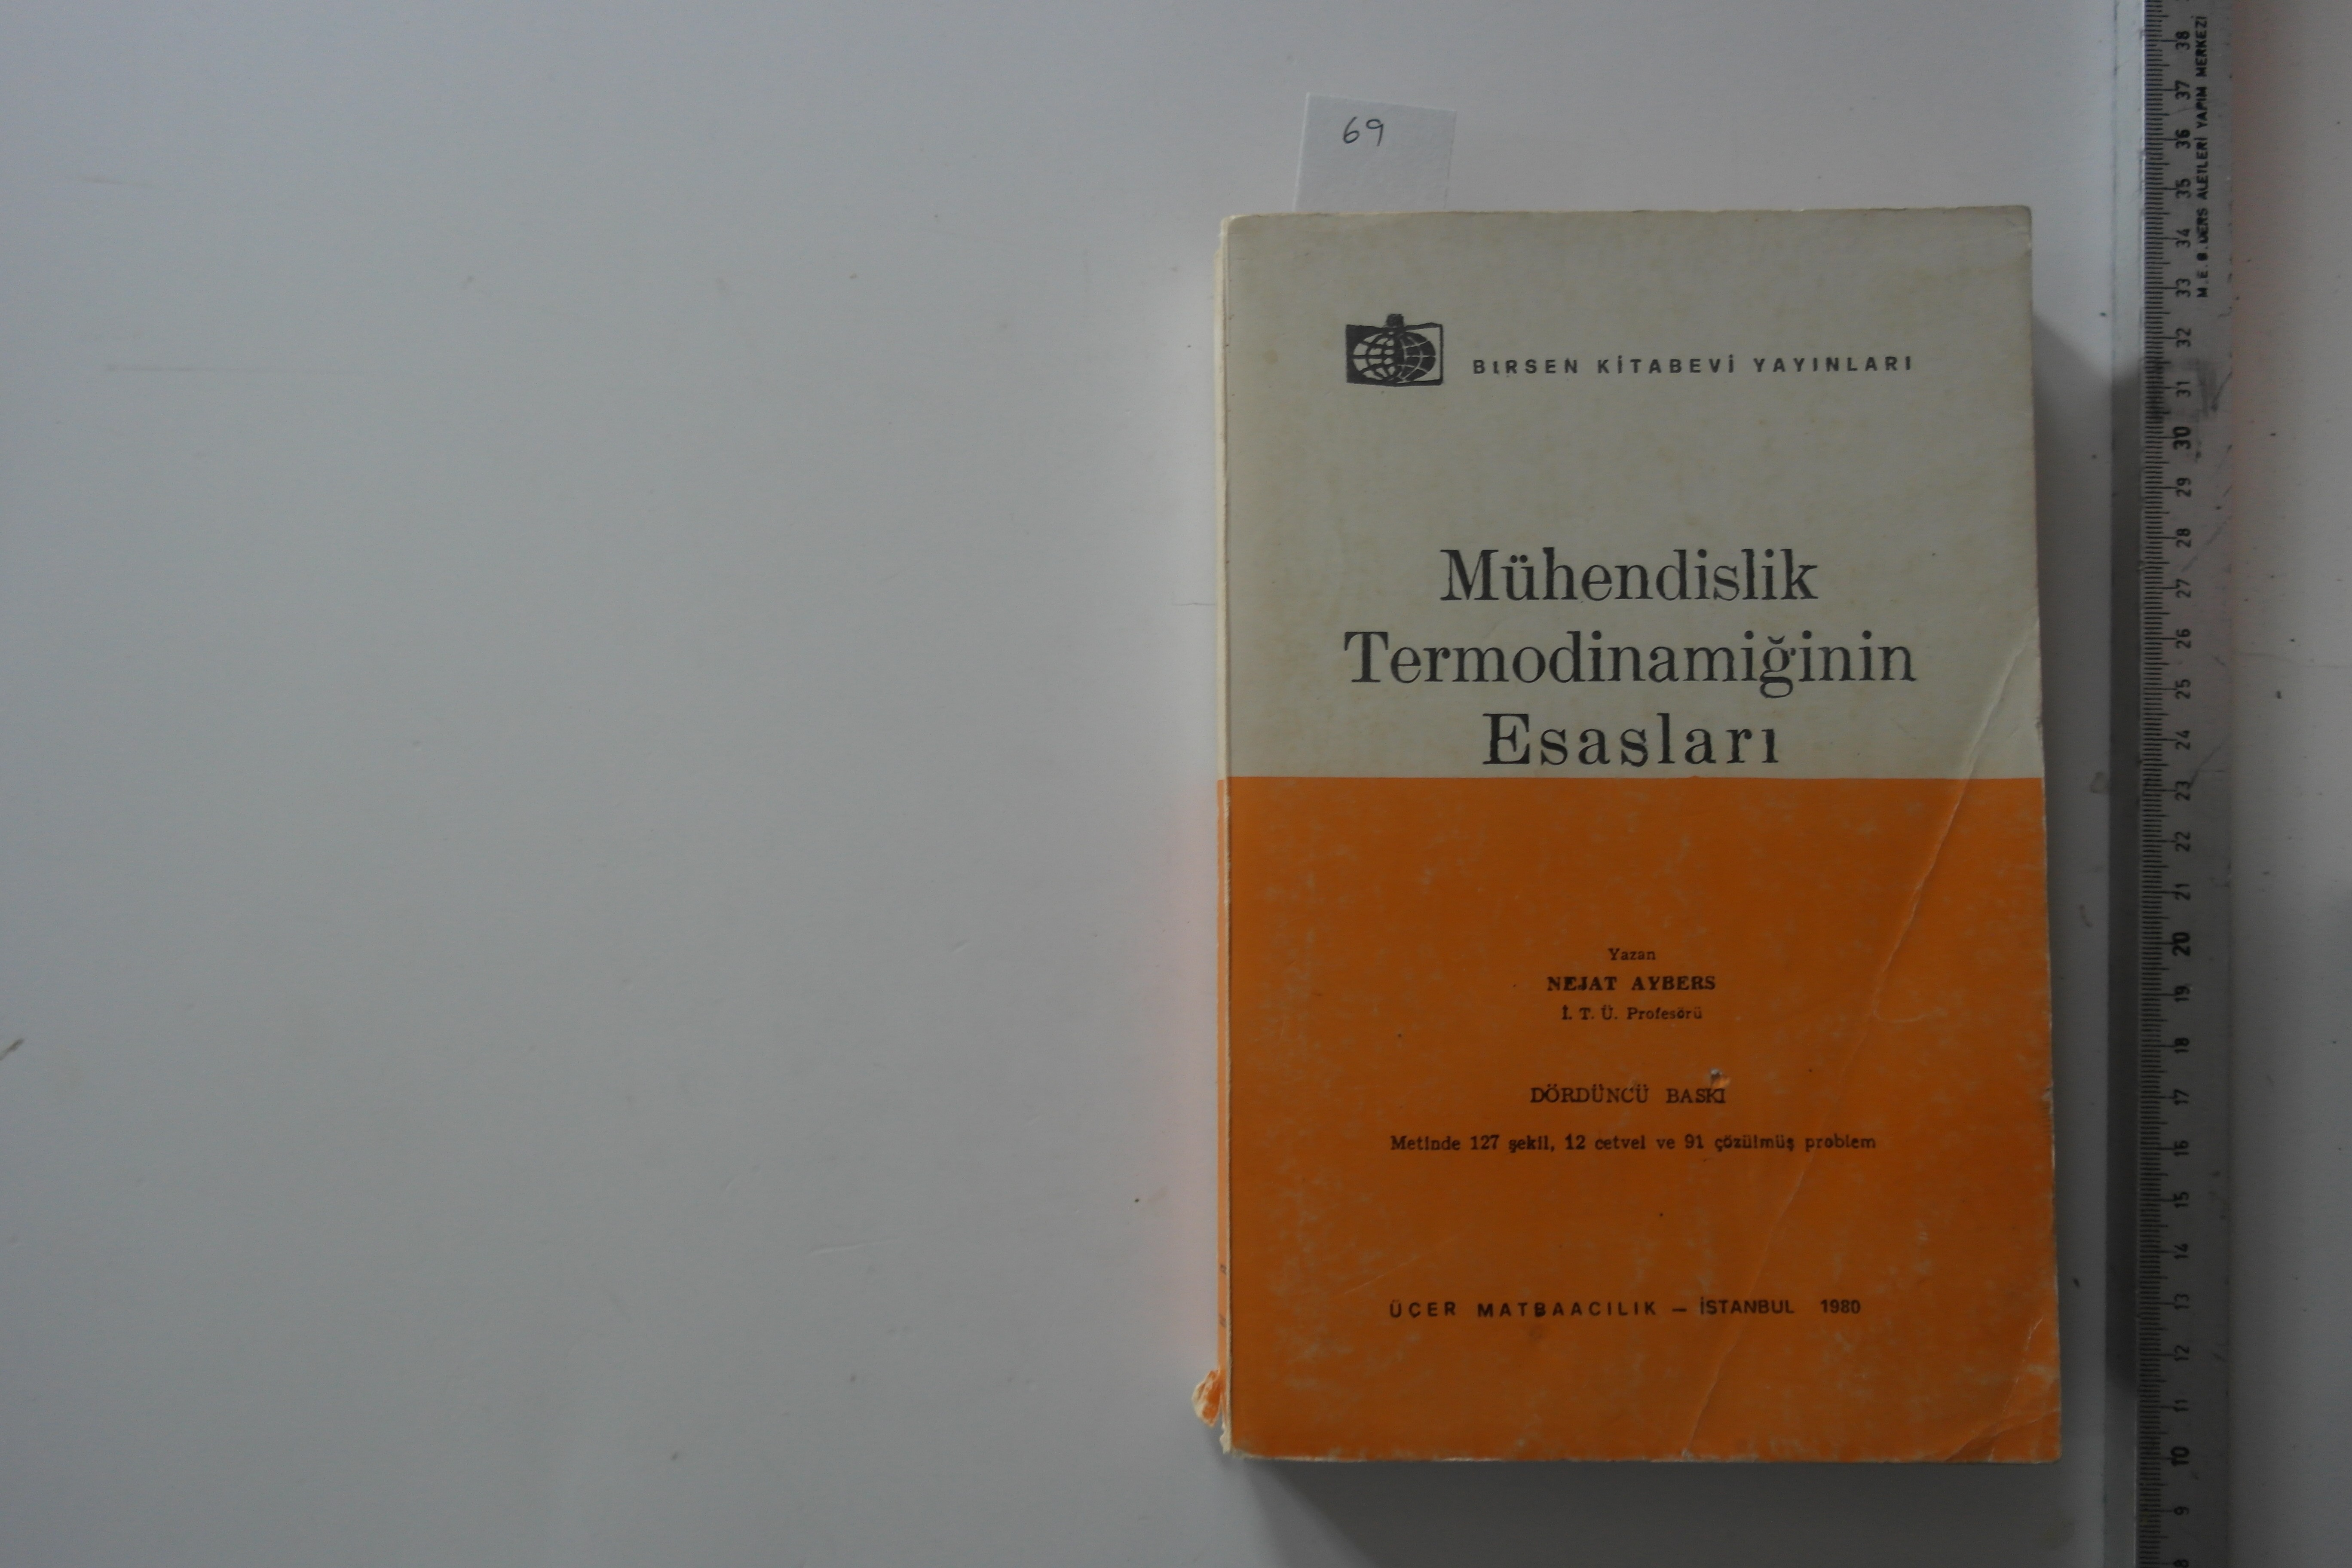 69
BİRSEN KİTABEVİ YAYINLARI
Mühendislik
Termodinamiğinin
Esasları
Yazan
NEJAT AYBERS
İ. T. Ü. Profesörü
DÖRDÜNCÜ BASKI
Metinde 127 şekil, 12 cetvel ve 91 çözülmüş problem
ÜÇER MATBAACILIK — İSTANBUL 1980
M.E.B. DERS ALETLERİ YAPIM MERKEZİ
38
37
36
35
34
33
32
31
30
29
28
27
26
25
24
23
22
21
20
19
18
17
16
15
14
13
12
11
10
9
8